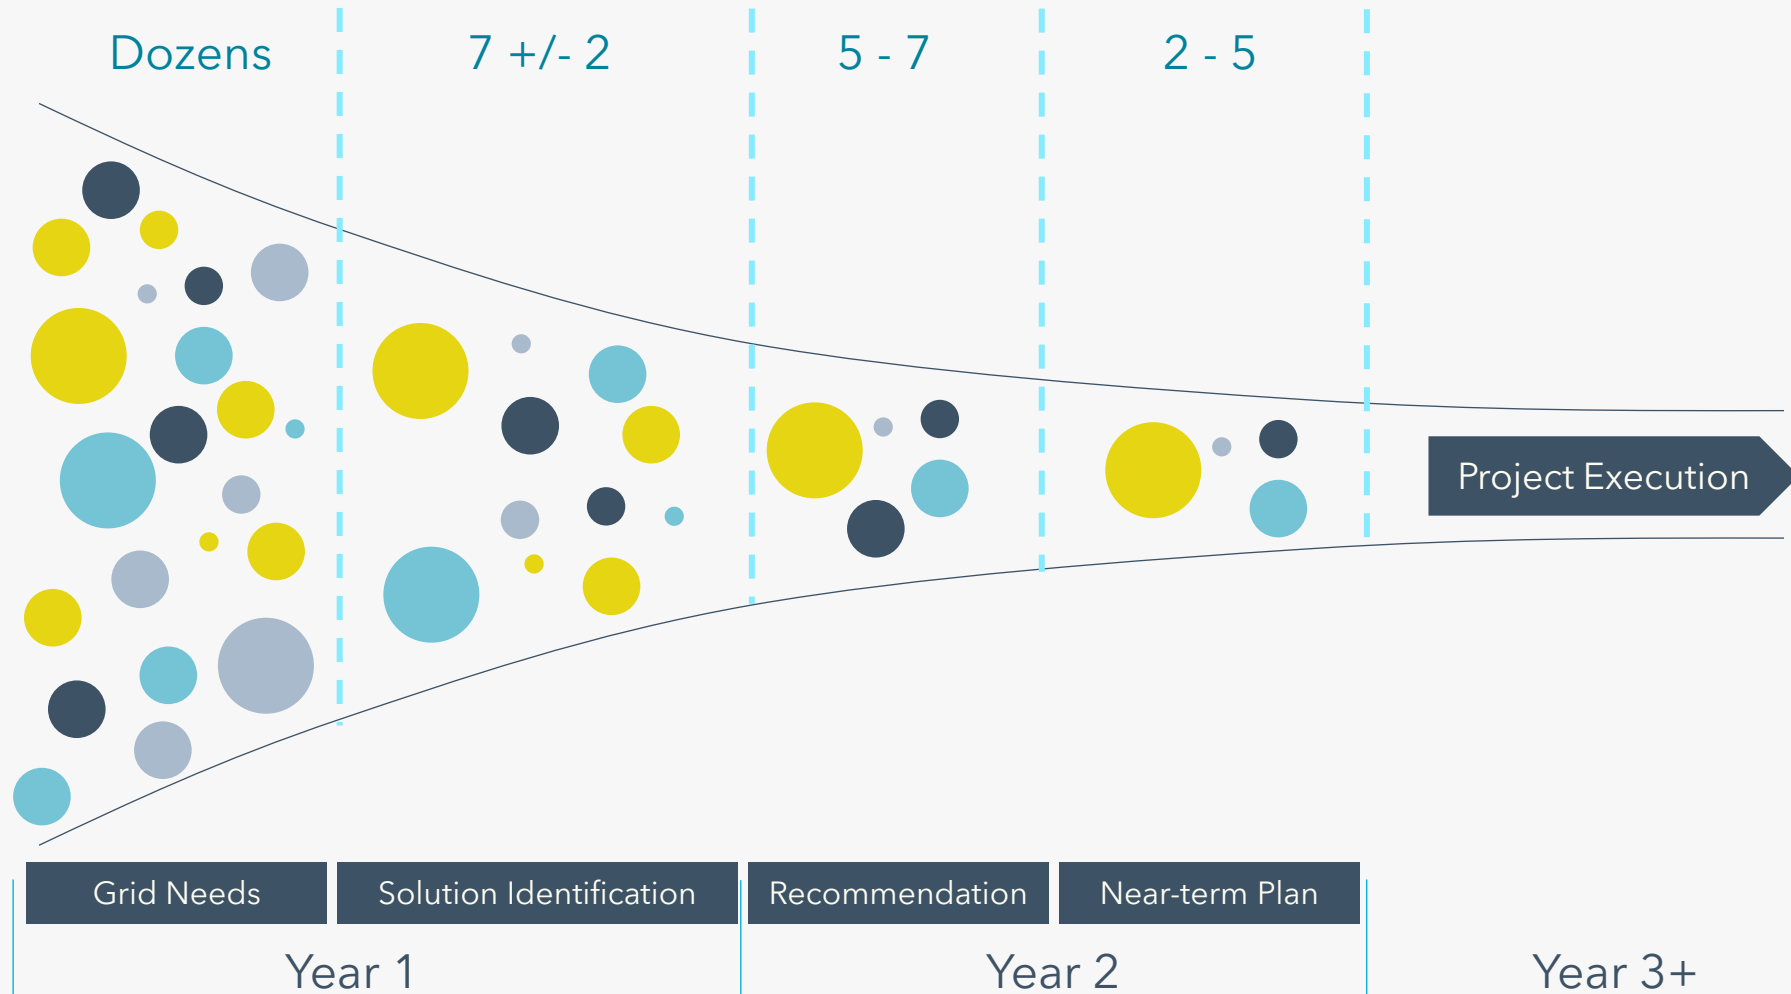 Dozens
7 +/- 2
5 - 7
2 - 5
Project Execution
Grid Needs
Solution Identification
Recommendation
Near-term Plan
Year 1
Year 2
Year 3+